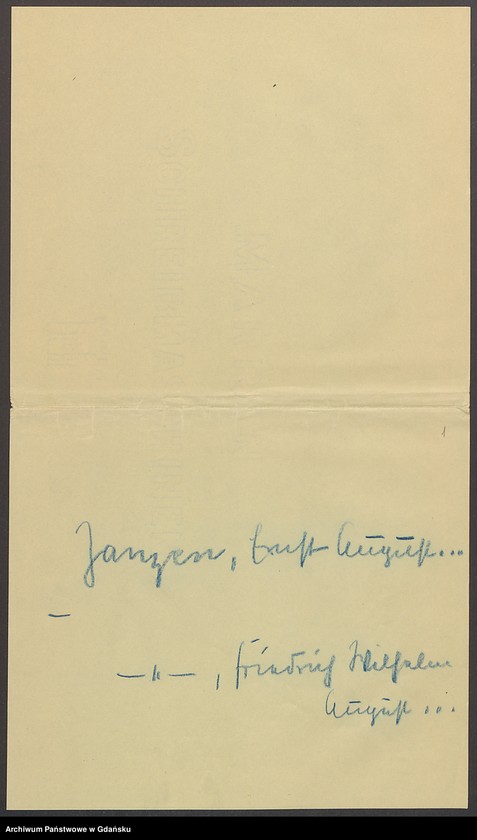 Janzen, Ernst August...
—
—"— , Friedrich Wilhelm
August ...
Archiwum Państwowe w Gdańsku